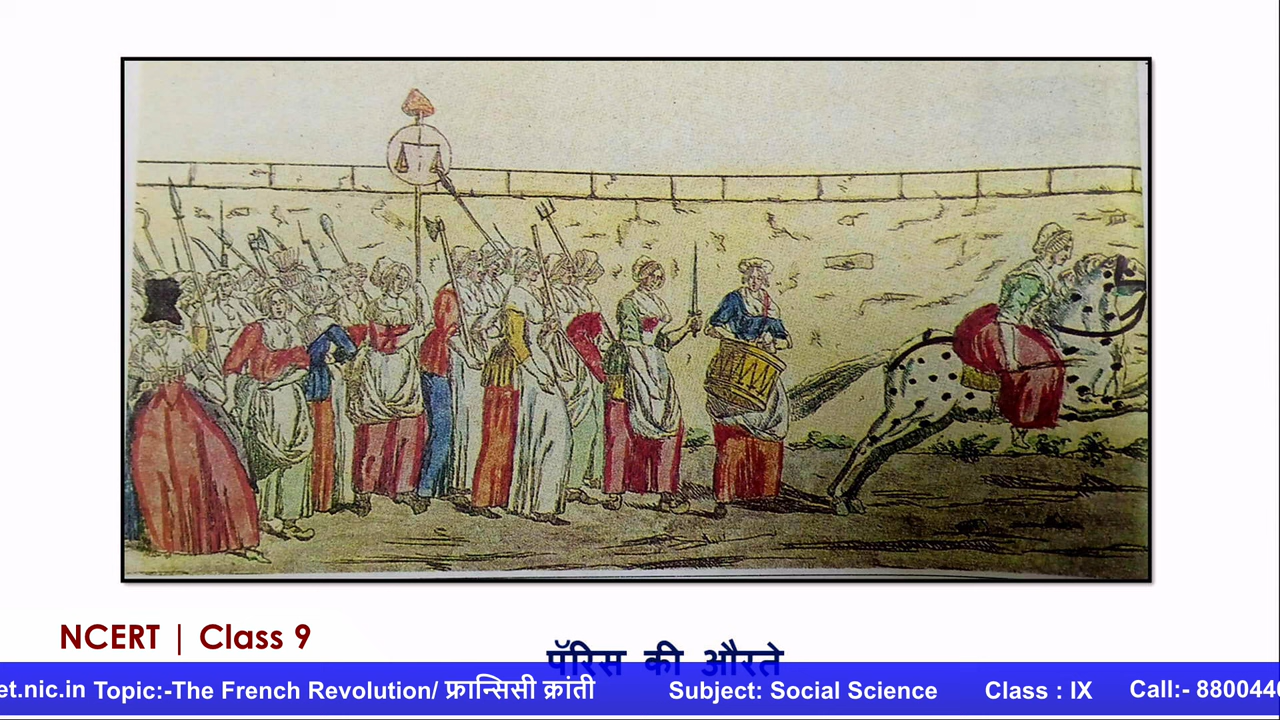 NCERT | Class 9
पॅरिस की औरते
et.nic.in Topic:-The French Revolution/ फ्रान्सिसी क्रांती Subject: Social Science Class : IX Call:- 880044